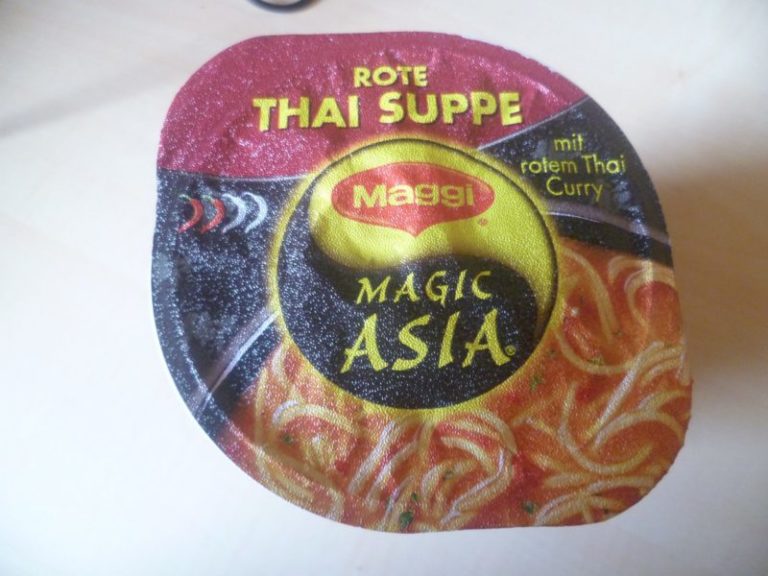 ROTE
THAI SUPPE
mit
rotem Thai
Curry
Maggi
MAGIC
ASIA